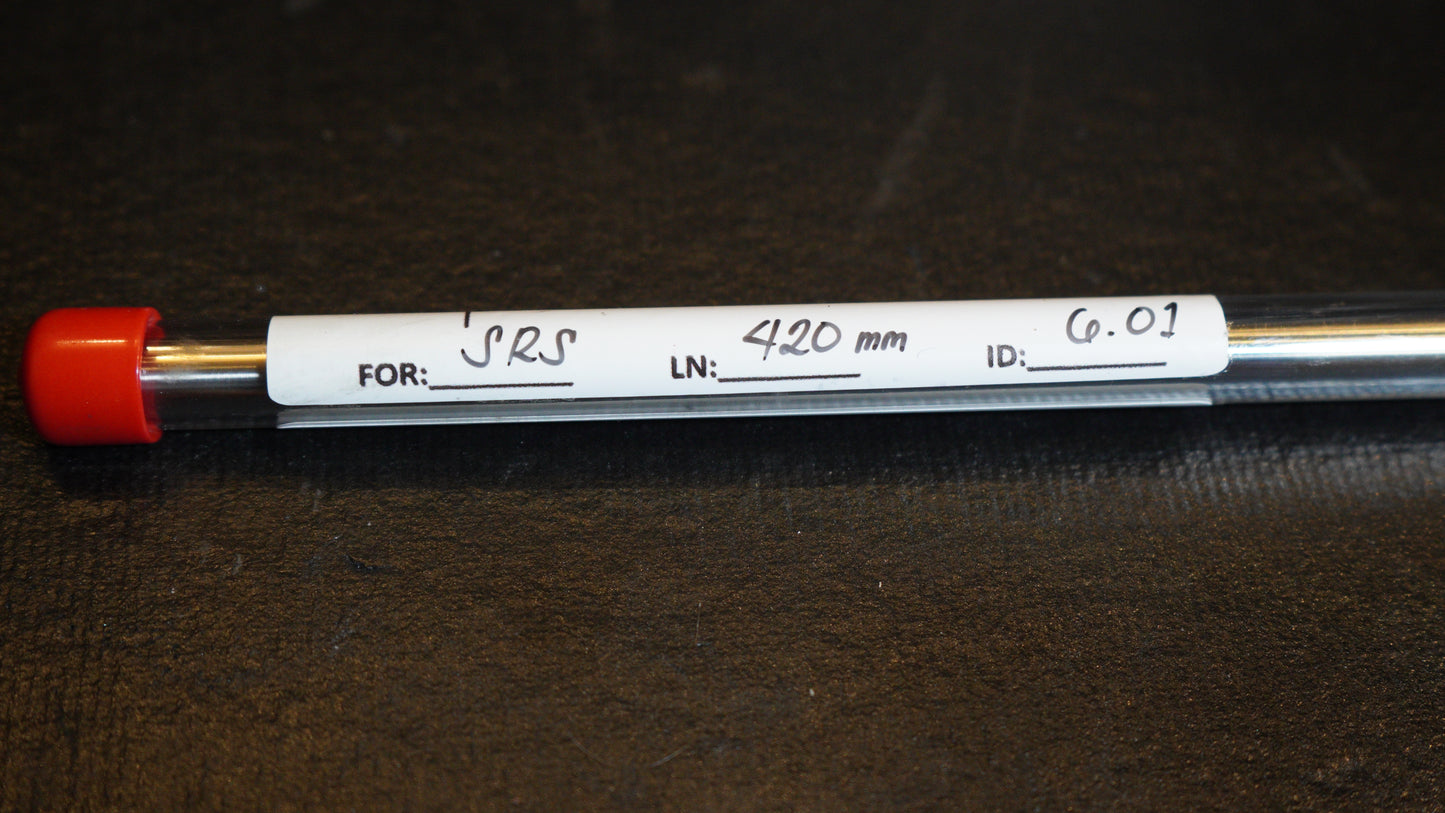 FOR: SRS LN: 420 mm ID: 6.01